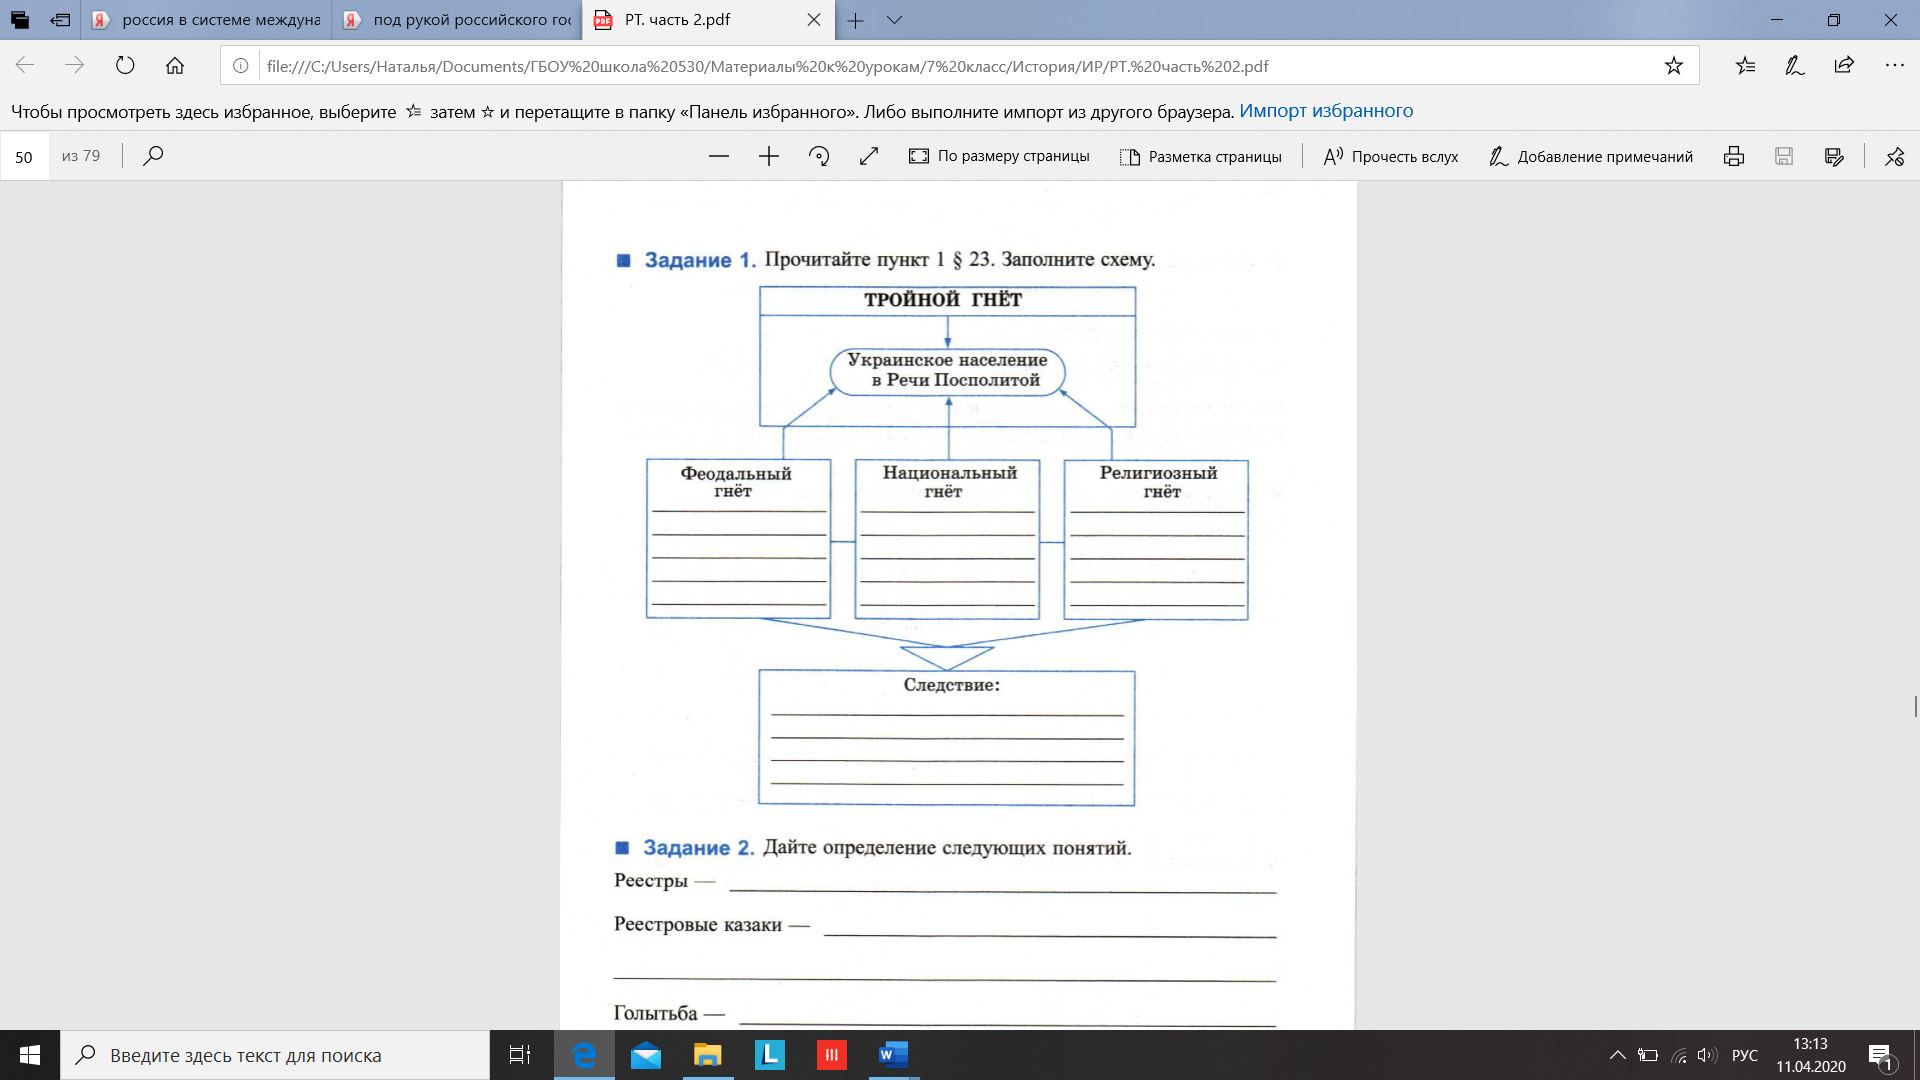 россия в системе междуна
под рукой российского гос
PDF
РТ. часть 2.pdf
file:///C:/Users/Наталья/Documents/ГБОУ%20школа%20530/Материалы%20к%20урокам/7%20класс/История/ИР/РТ.%20часть%202.pdf
Чтобы просмотреть здесь избранное, выберите затем и перетащите в папку «Панель избранного». Либо выполните импорт из другого браузера. Импорт избранного
50 из 79
По размеру страницы
Разметка страницы
Прочесть вслух
Добавление примечаний
Задание 1. Прочитайте пункт 1 § 23. Заполните схему.
ТРОЙНОЙ ГНЁТ
Украинское население
в Речи Посполитой
Феодальный
гнёт
Национальный
гнёт
Религиозный
гнёт
Следствие:
Задание 2. Дайте определение следующих понятий.
Реестры —
Реестровые казаки —
Голытьба —
Введите здесь текст для поиска
РУС
13:13
11.04.2020
1